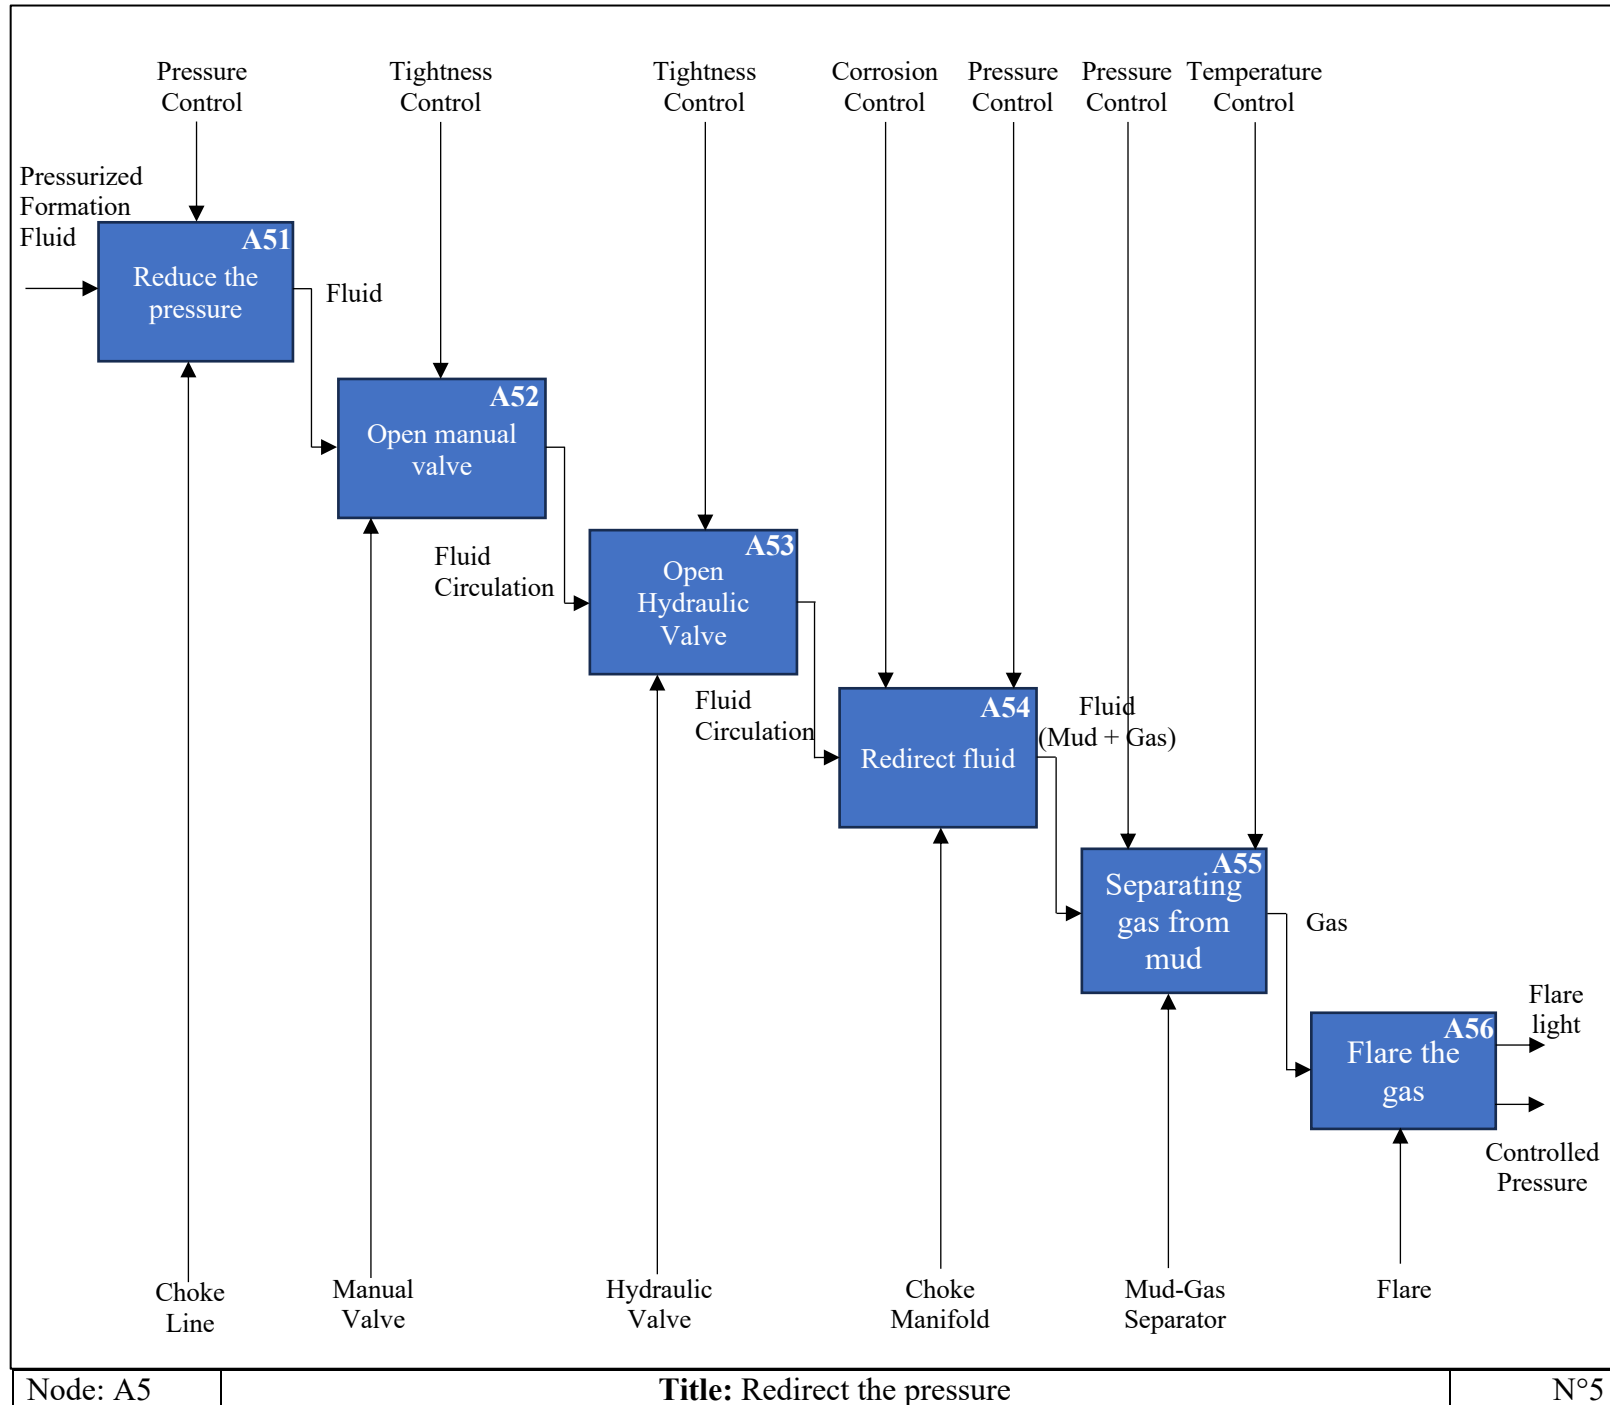 Pressure
Control
Tightness
Control
Tightness
Control
Corrosion
Control
Pressure
Control
Pressure
Control
Temperature
Control
Pressurized
Formation
Fluid
A51
Reduce the
pressure
Fluid
A52
Open manual
valve
Fluid
Circulation
A53
Open
Hydraulic
Valve
Fluid
Circulation
A54
Redirect fluid
Fluid
(Mud + Gas)
A55
Separating
gas from
mud
Gas
A56
Flare the
gas
Flare
light
Controlled
Pressure
Choke
Line
Manual
Valve
Hydraulic
Valve
Choke
Manifold
Mud-Gas
Separator
Flare
Node: A5
Title: Redirect the pressure
N°5